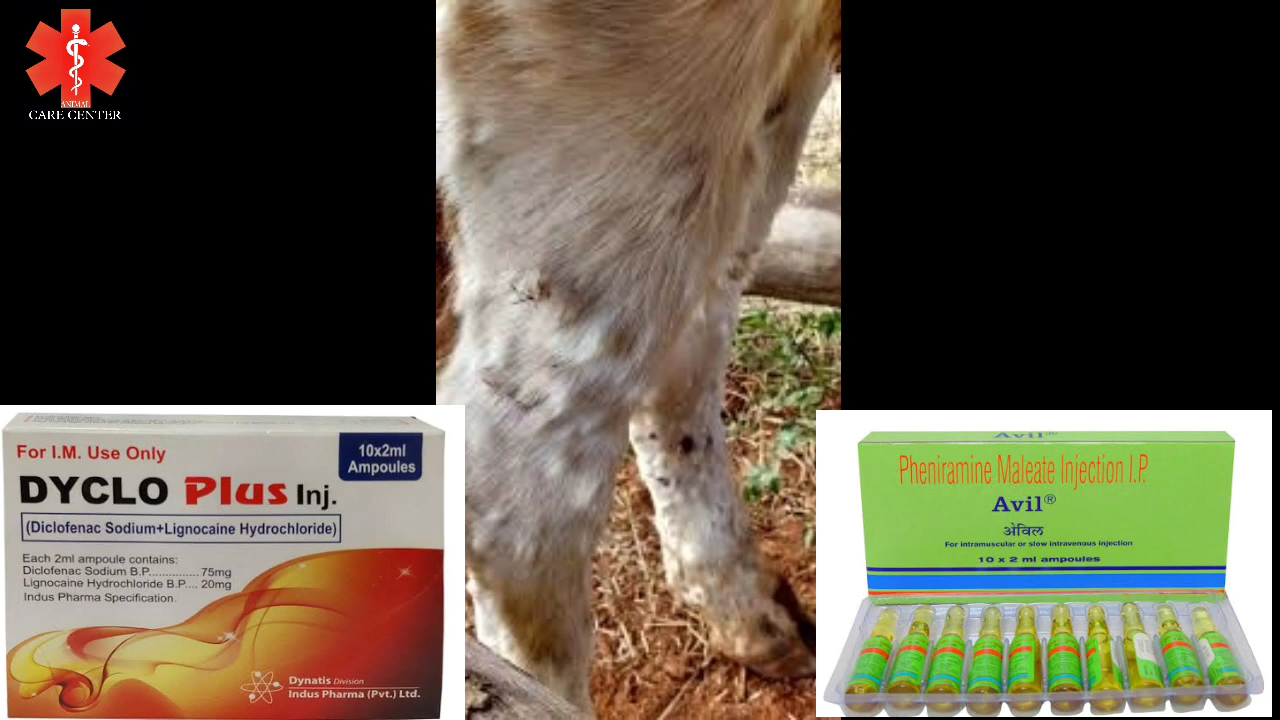 ANIMAL
CARE CENTER
For I.M. Use Only
10x2ml
Ampoules
DYCLO Plus Inj.
(Diclofenac Sodium+Lignocaine Hydrochloride)
Each 2ml ampoule contains:
Diclofenac Sodium B.P.............. 75mg
Lignocaine Hydrochloride B.P.... 20mg
Indus Pharma Specification.
Dynatis Division
Indus Pharma (Pvt.) Ltd.
Avil®
Pheniramine Maleate Injection I.P.
Avil®
अॅविल
For intramuscular or slow intravenous injection
10 x 2 ml ampoules